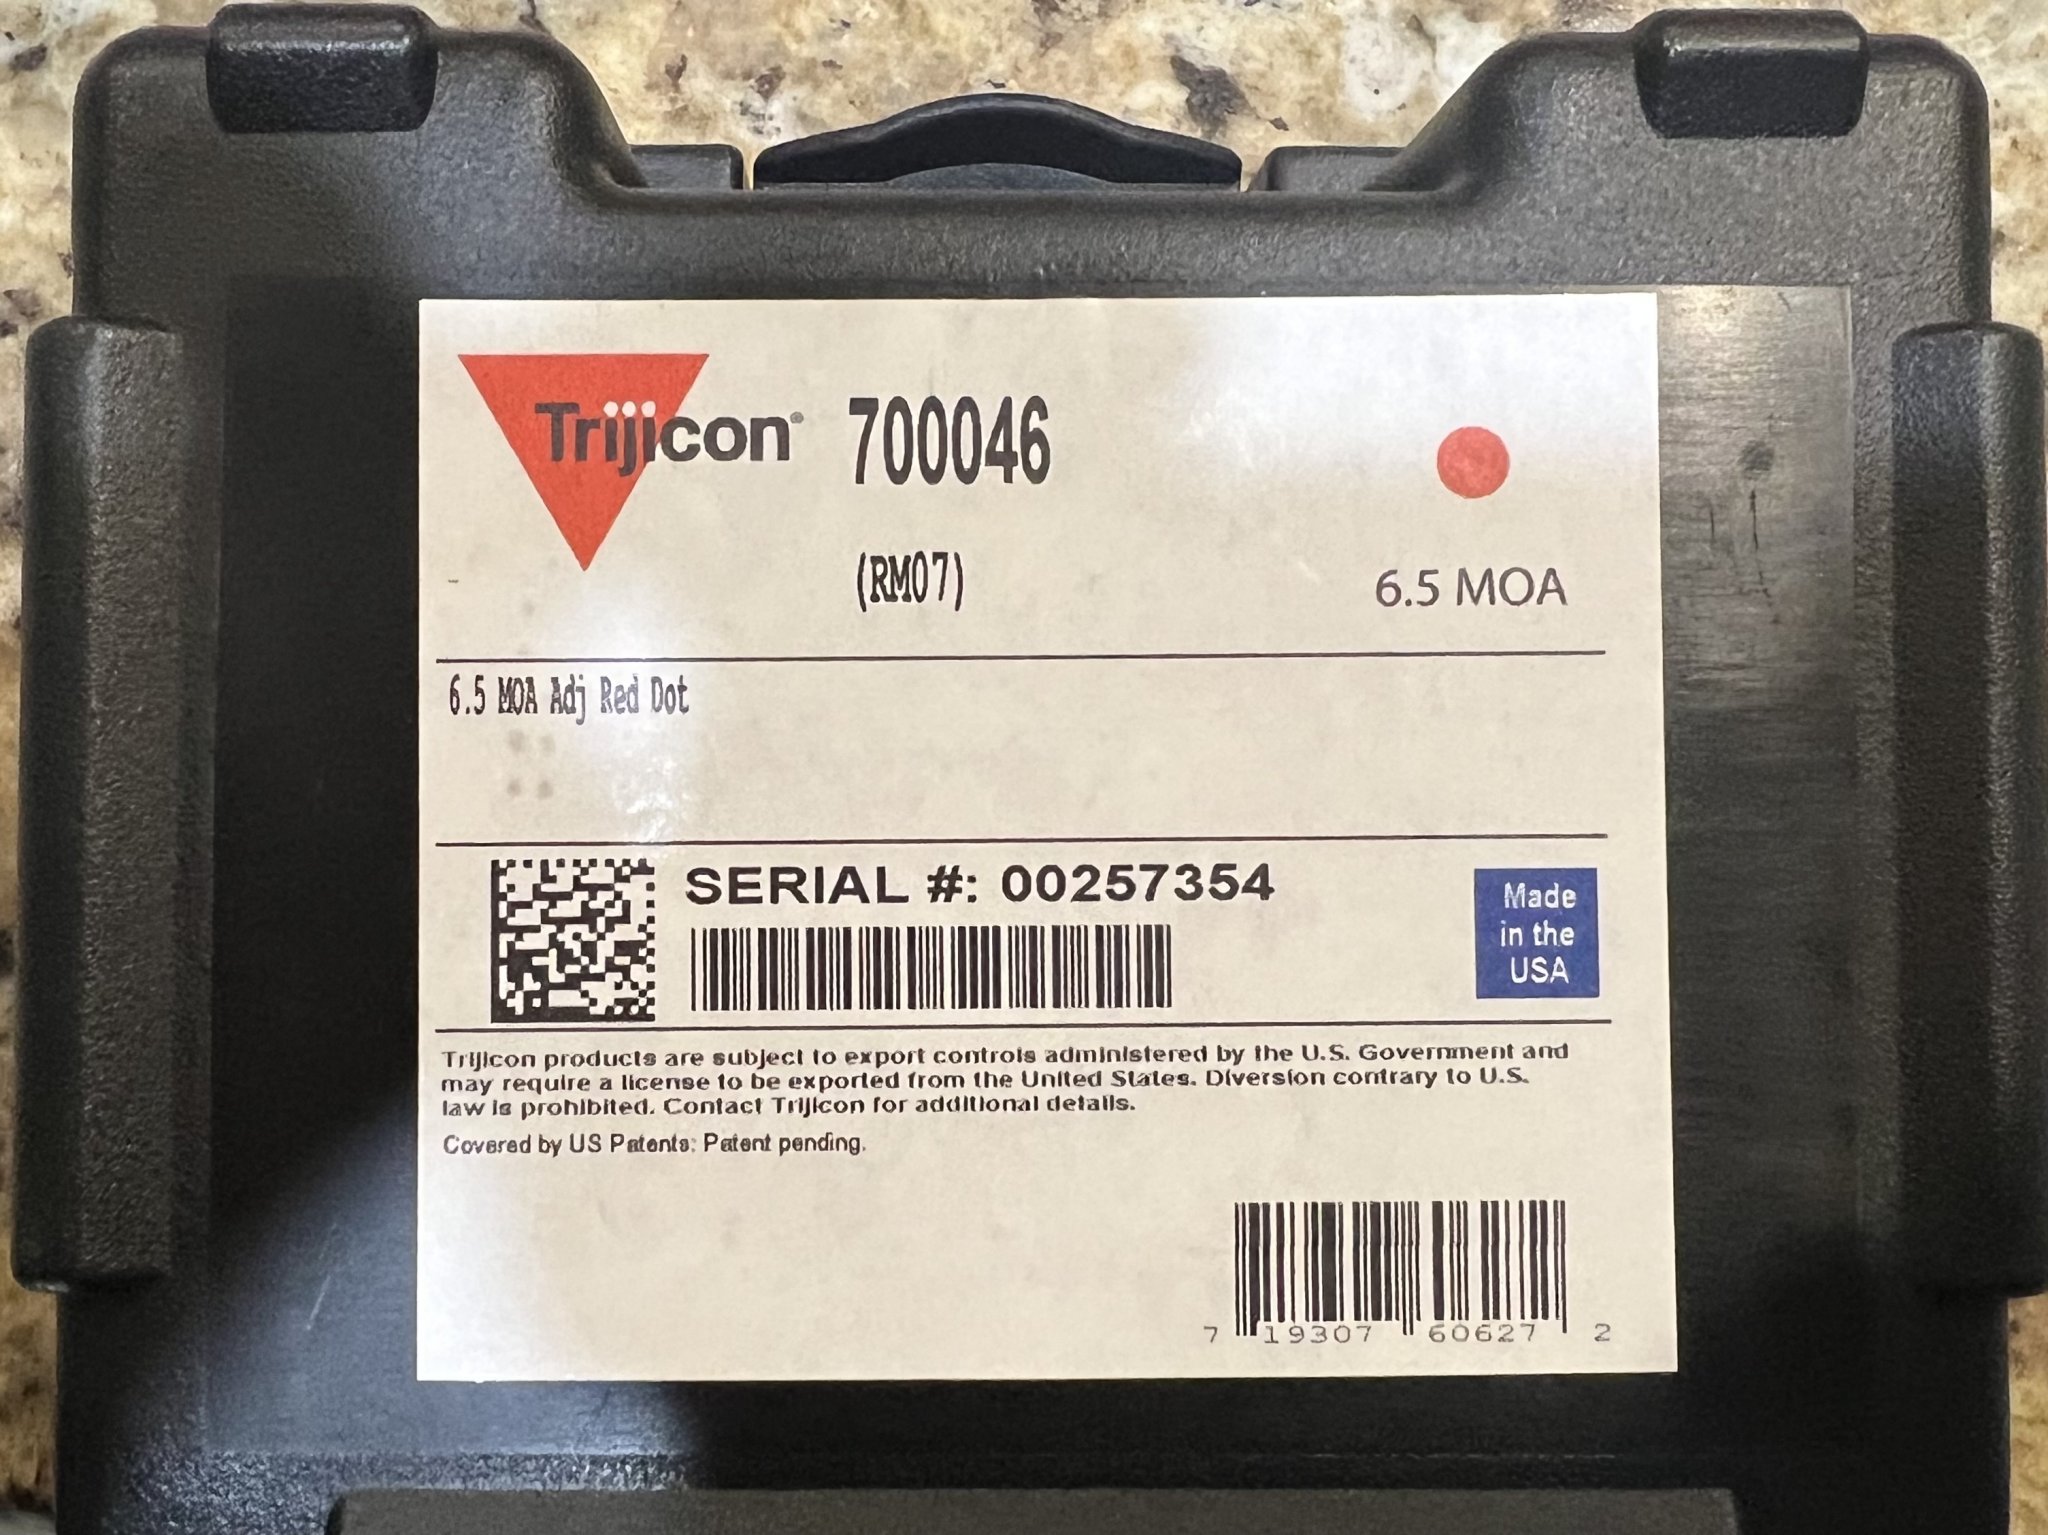 Trijicon® 700046
(RM07)
6.5 MOA
6.5 MOA Adj Red Dot
SERIAL #: 00257354
Made
in the
USA
Trijicon products are subject to export controls administered by the U.S. Government and
may require a license to be exported from the United States. Diversion contrary to U.S.
law is prohibited. Contact Trijicon for additional details.
Covered by US Patents: Patent pending.
7 19307 60627 2